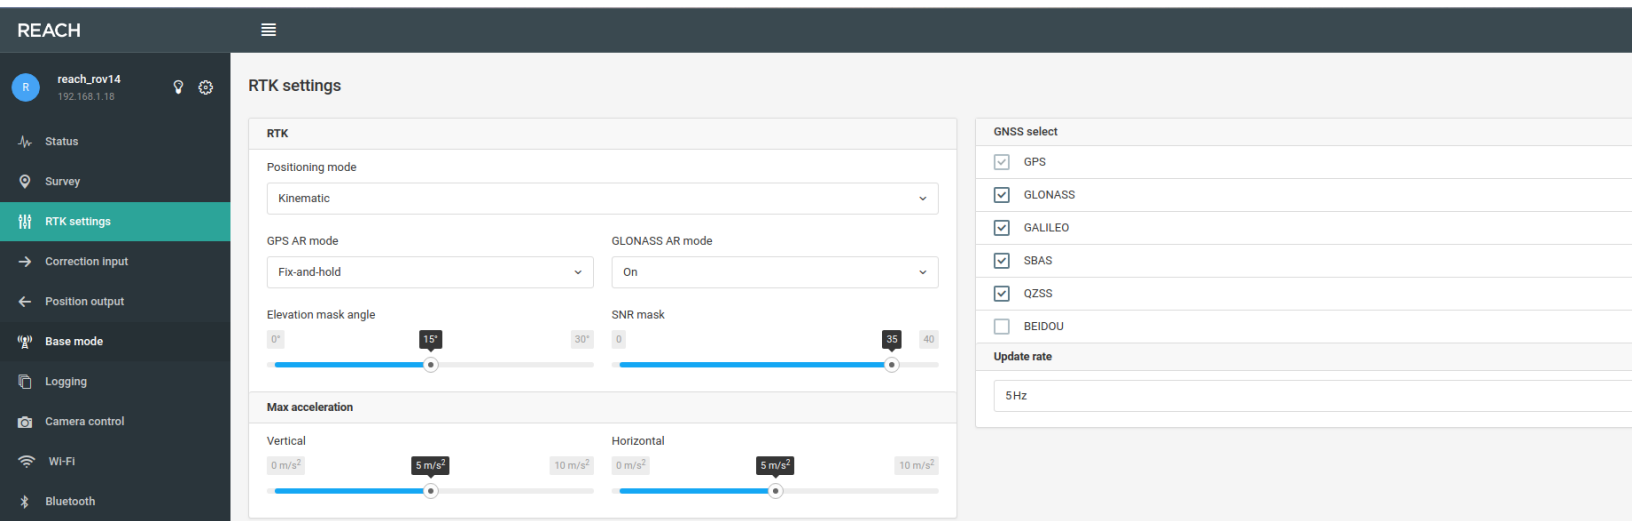 REACH
R
reach_rov14
192.168.1.18
Status
Survey
RTK settings
Correction input
Position output
Base mode
Logging
Camera control
Wi-Fi
Bluetooth
RTK settings
RTK
Positioning mode
Kinematic
GPS AR mode
GLONASS AR mode
Fix-and-hold
On
Elevation mask angle
SNR mask
0° 15° 30°
0 35 40
Max acceleration
Vertical
Horizontal
0 m/s² 5 m/s² 10 m/s²
0 m/s² 5 m/s² 10 m/s²
GNSS select
GPS
GLONASS
GALILEO
SBAS
QZSS
BEIDOU
Update rate
5 Hz